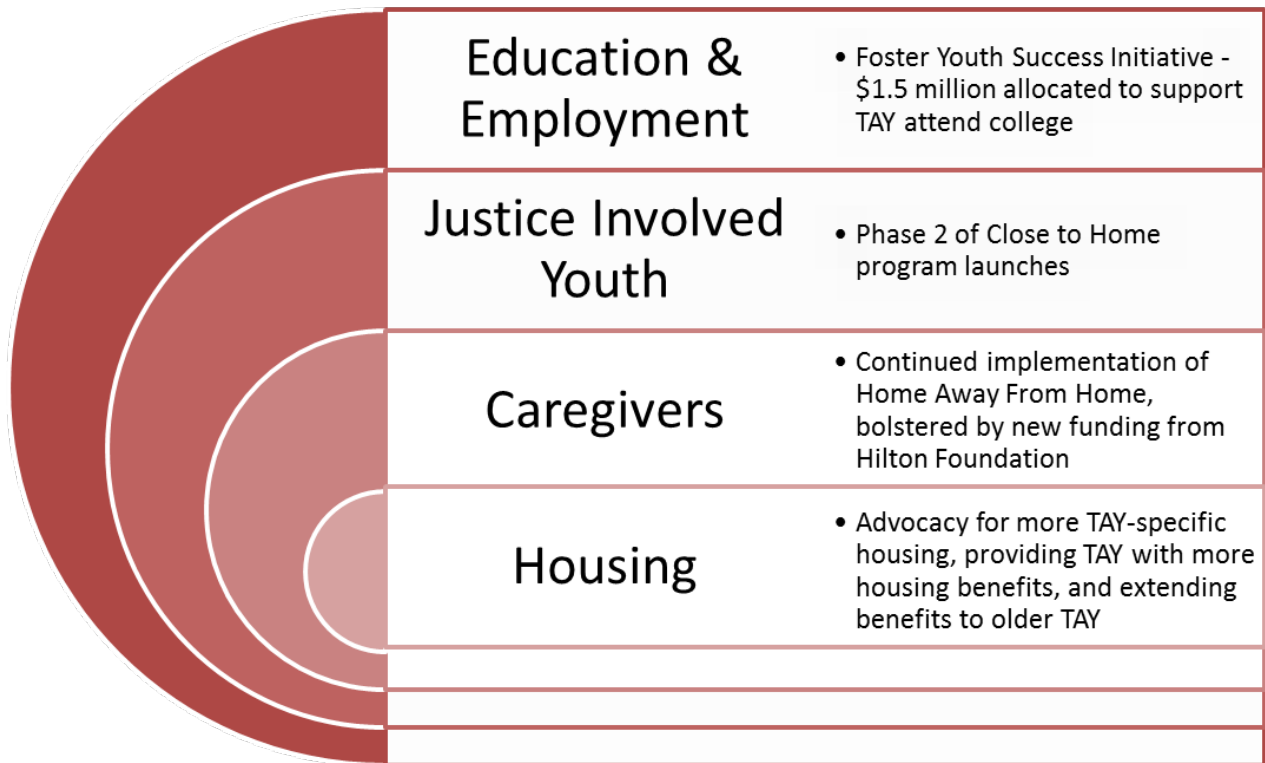 Education &
Employment
• Foster Youth Success Initiative -
$1.5 million allocated to support
TAY attend college
Justice Involved
Youth
• Phase 2 of Close to Home
program launches
Caregivers
• Continued implementation of
Home Away From Home,
bolstered by new funding from
Hilton Foundation
Housing
• Advocacy for more TAY-specific
housing, providing TAY with more
housing benefits, and extending
benefits to older TAY